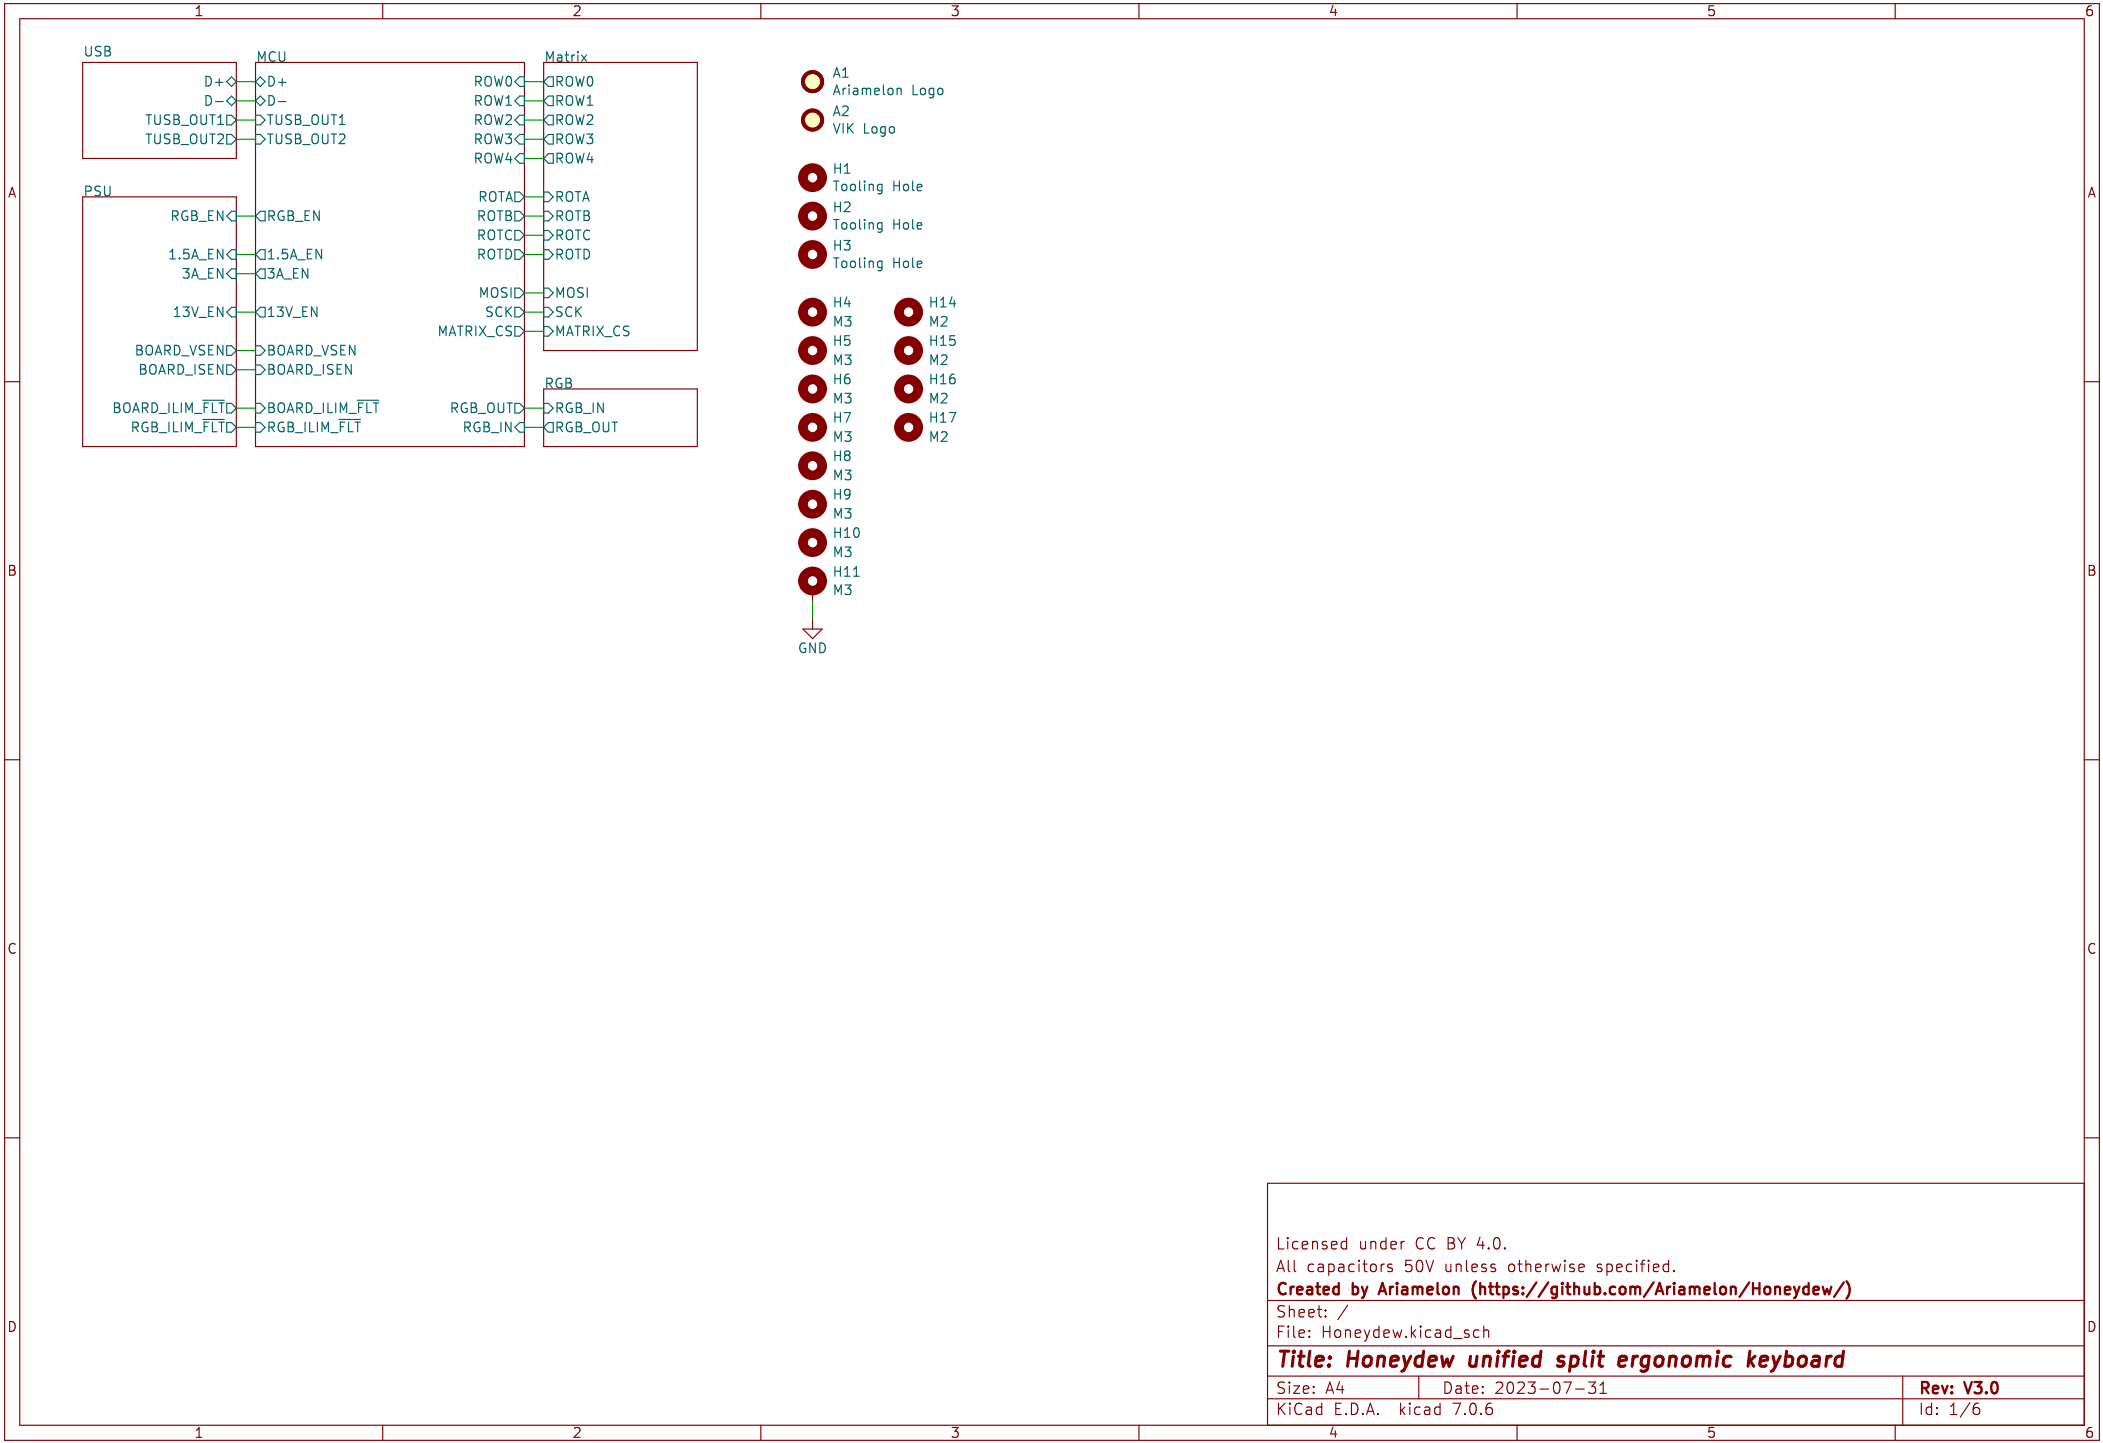 1 2 3 4 5 6
USB
D+
D-
TUSB_OUT1
TUSB_OUT2
PSU
RGB_EN
1.5A_EN
3A_EN
13V_EN
BOARD_VSEN
BOARD_ISEN
BOARD_ILIM_FLT
RGB_ILIM_FLT
MCU
D+
D-
TUSB_OUT1
TUSB_OUT2
RGB_EN
1.5A_EN
3A_EN
13V_EN
BOARD_VSEN
BOARD_ISEN
BOARD_ILIM_FLT
RGB_ILIM_FLT
ROW0
ROW1
ROW2
ROW3
ROW4
ROTA
ROTB
ROTC
ROTD
MOSI
SCK
MATRIX_CS
RGB_OUT
RGB_IN
Matrix
ROW0
ROW1
ROW2
ROW3
ROW4
ROTA
ROTB
ROTC
ROTD
MOSI
SCK
MATRIX_CS
RGB
RGB_IN
RGB_OUT
A1
Ariamelon Logo
A2
VIK Logo
H1
Tooling Hole
H2
Tooling Hole
H3
Tooling Hole
H4
M3
H5
M3
H6
M3
H7
M3
H8
M3
H9
M3
H10
M3
H11
M3
GND
H14
M2
H15
M2
H16
M2
H17
M2
A A
B B
C C
D D
Licensed under CC BY 4.0.
All capacitors 50V unless otherwise specified.
Created by Ariamelon (https://github.com/Ariamelon/Honeydew/)
Sheet: /
File: Honeydew.kicad_sch
Title: Honeydew unified split ergonomic keyboard
Size: A4 Date: 2023-07-31 Rev: V3.0
KiCad E.D.A. kicad 7.0.6 Id: 1/6
1 2 3 4 5 6